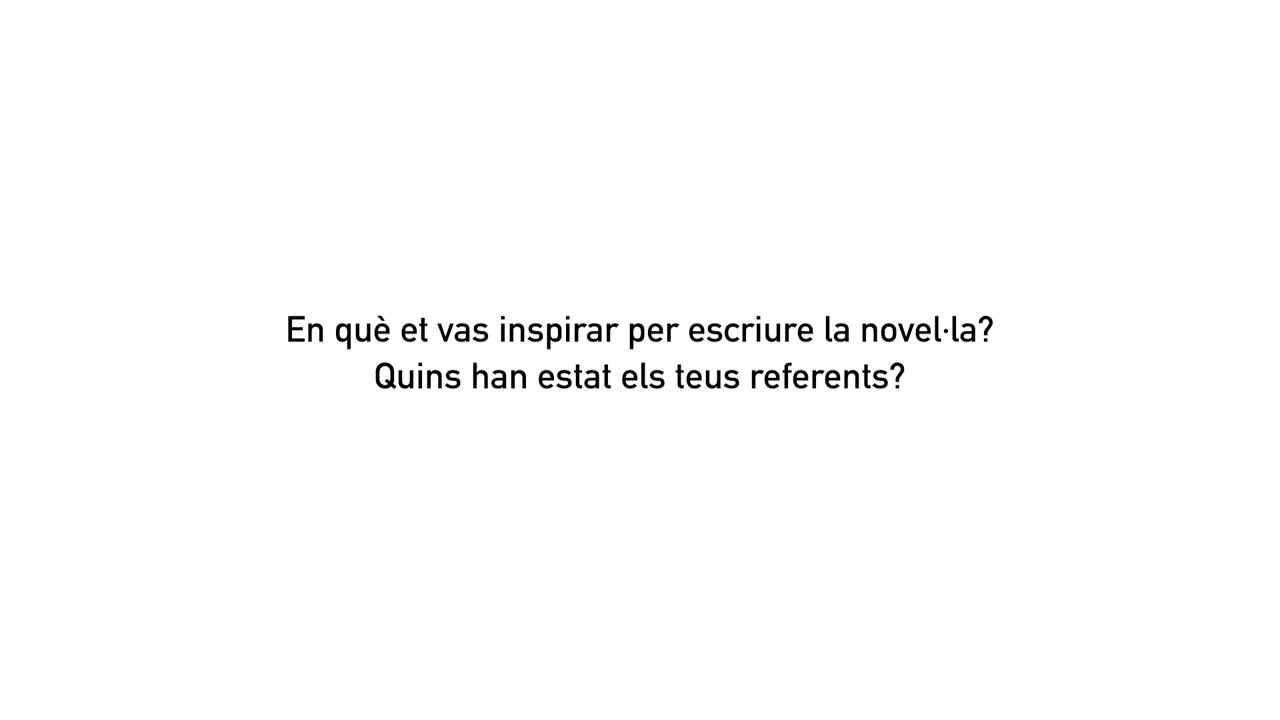 En què et vas inspirar per escriure la novel·la?
Quins han estat els teus referents?